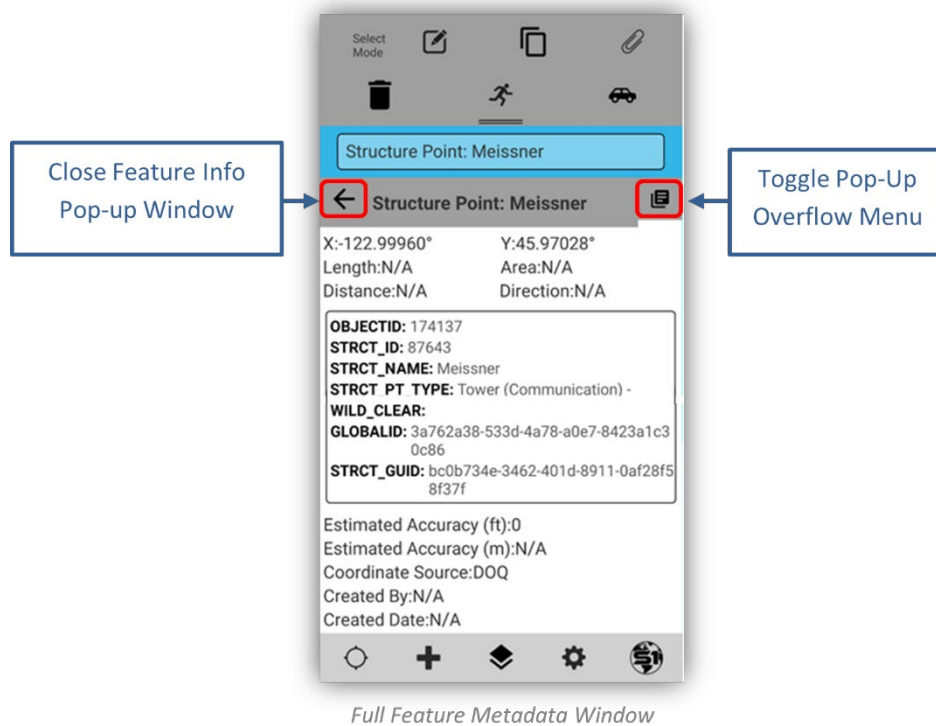 Select
Mode
Structure Point: Meissner
Close Feature Info
Pop-up Window
Structure Point: Meissner
Toggle Pop-Up
Overflow Menu
X:-122.99960° Y:45.97028°
Length:N/A Area:N/A
Distance:N/A Direction:N/A
OBJECTID: 174137
STRCT_ID: 87643
STRCT_NAME: Meissner
STRCT_PT_TYPE: Tower (Communication) -
WILD_CLEAR:
GLOBALID: 3a762a38-533d-4a78-a0e7-8423a1c3
0c86
STRCT_GUID: bc0b734e-3462-401d-8911-0af28f5
8f37f
Estimated Accuracy (ft):0
Estimated Accuracy (m):N/A
Coordinate Source:DOQ
Created By:N/A
Created Date:N/A
S1
Full Feature Metadata Window